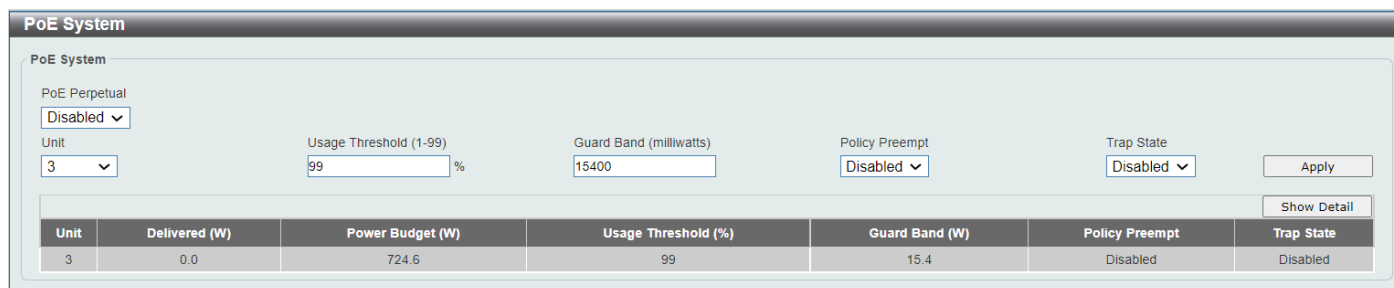 PoE System
PoE System
PoE Perpetual
Disabled
Unit Usage Threshold (1-99) Guard Band (milliwatts) Policy Preempt Trap State
3 99 % 15400 Disabled Disabled Apply
Show Detail
Unit Delivered (W) Power Budget (W) Usage Threshold (%) Guard Band (W) Policy Preempt Trap State
3 0.0 724.6 99 15.4 Disabled Disabled